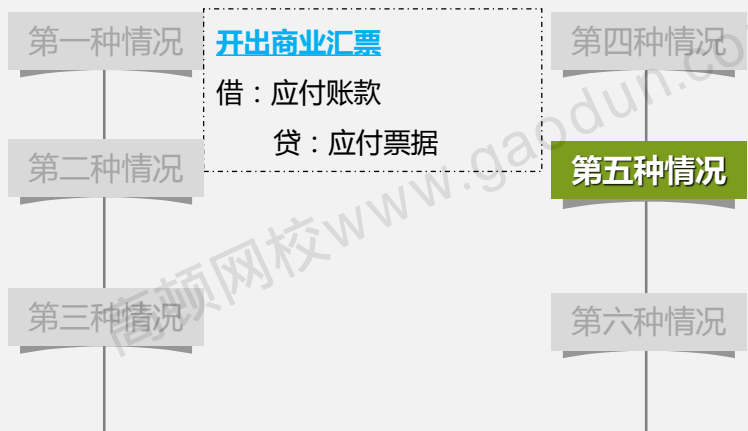 第一种情况
第二种情况
第三种情况
开出商业汇票
借：应付账款
贷：应付票据
第四种情况
第五种情况
第六种情况
高顿网校www.gaodun.co